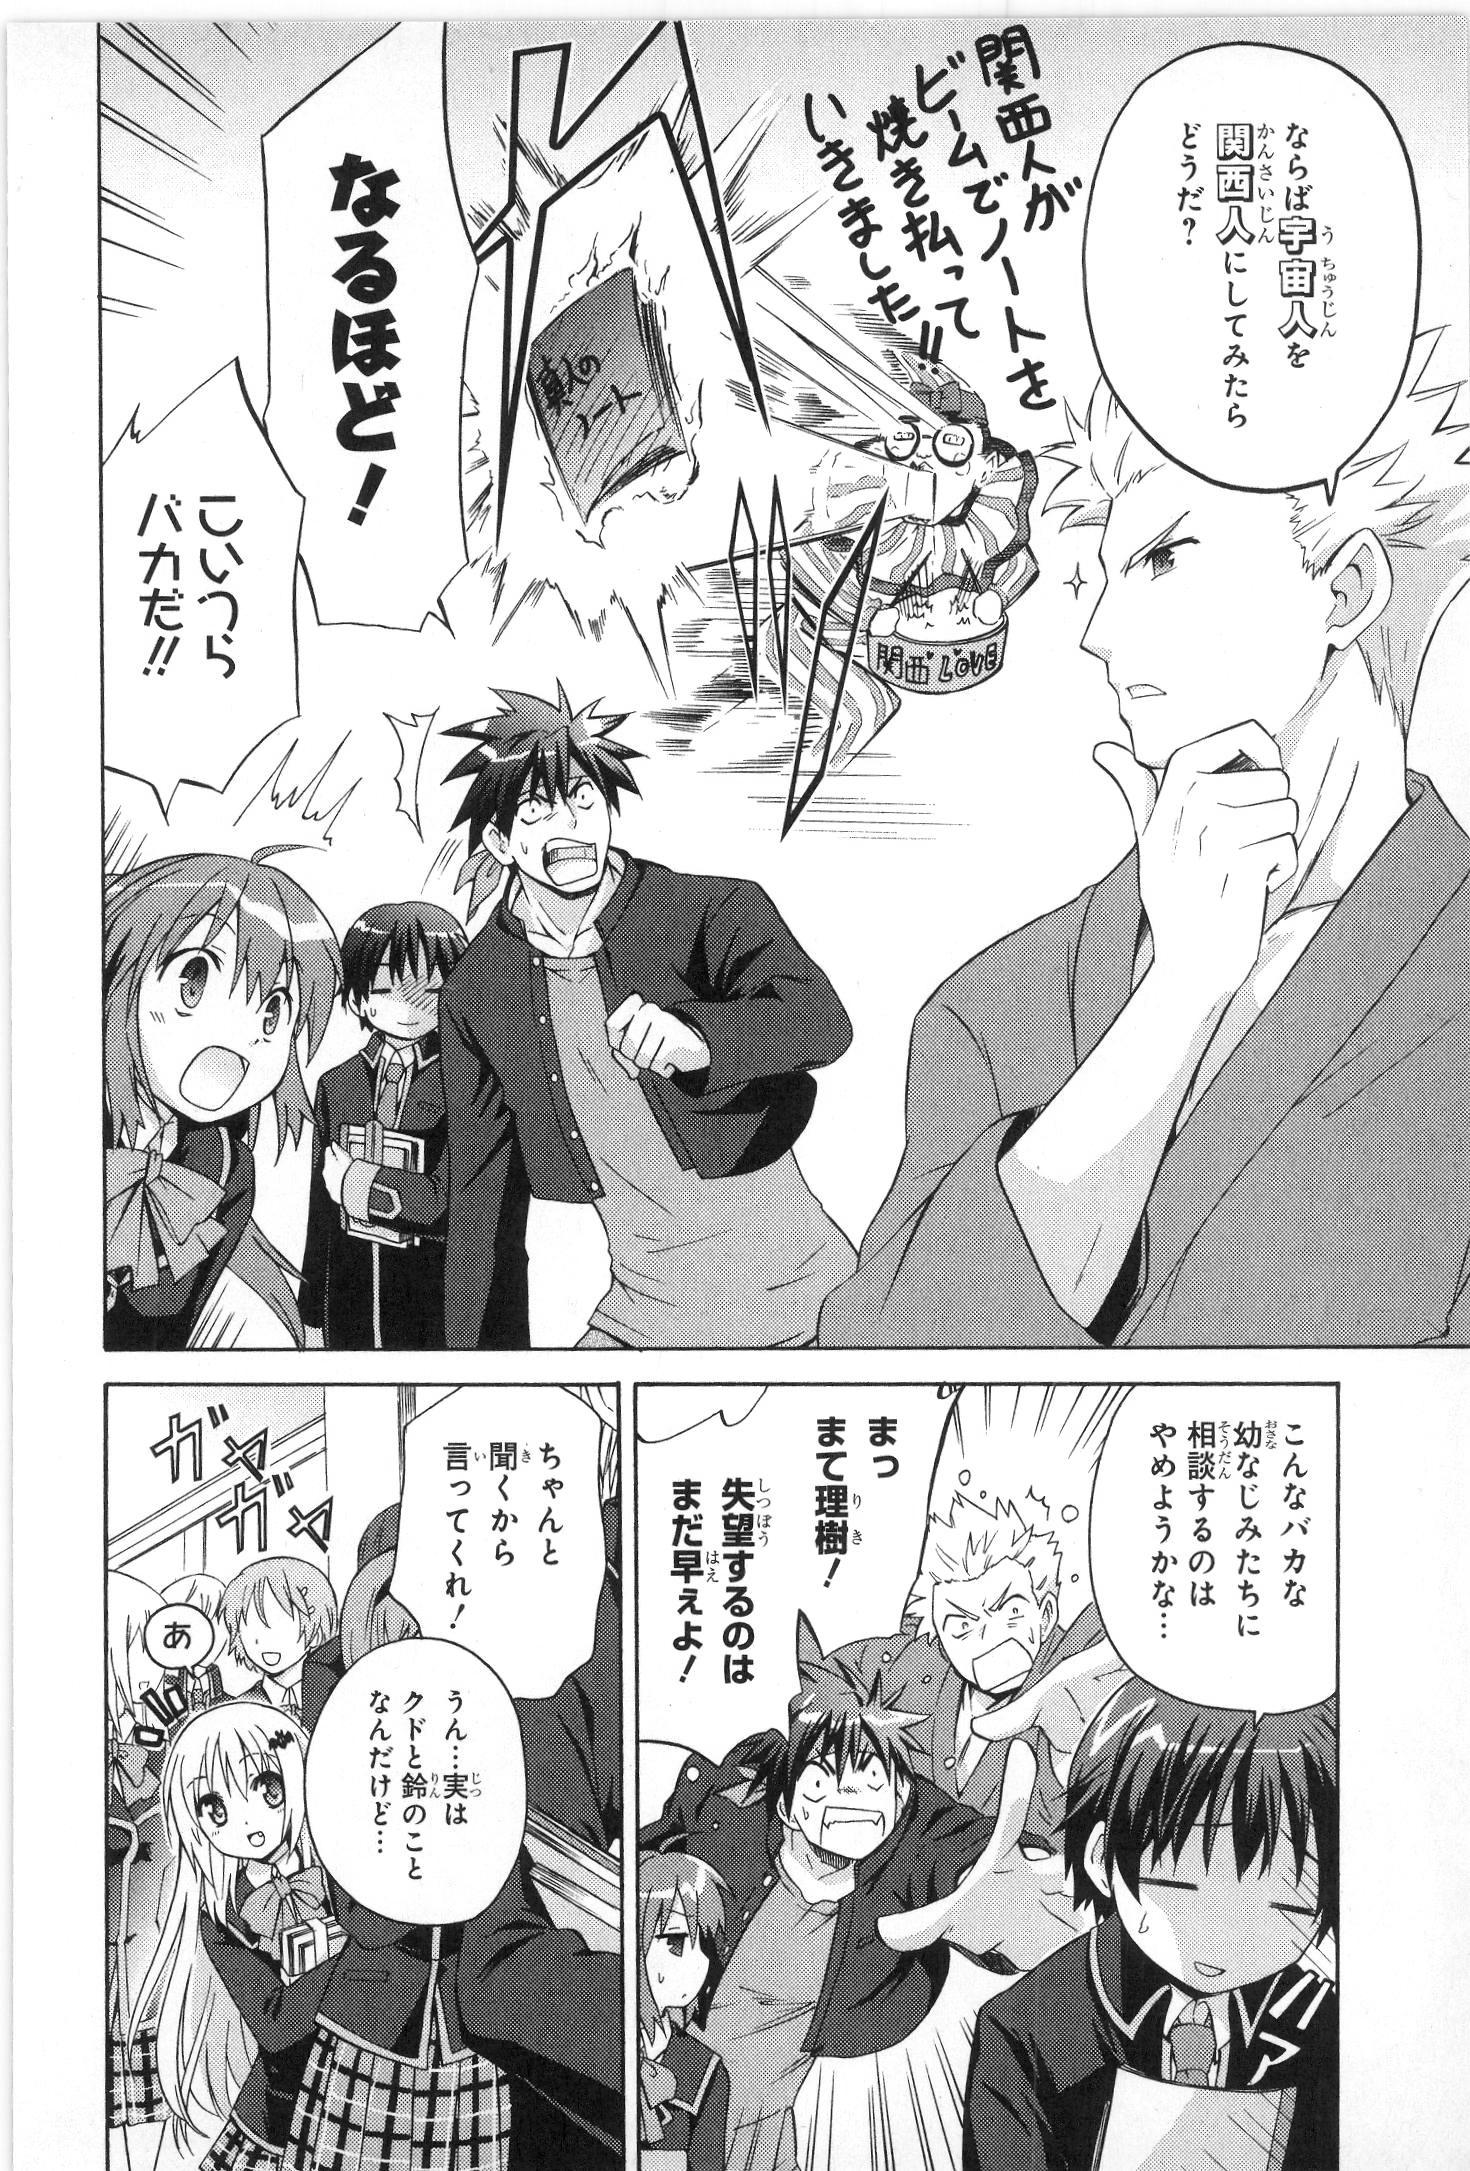 ならば宇宙人を
関西人にしてみたら
どうだ?
関西人が
ビームでノートを
焼き払って
いきました!!
真人の
ノート
関西LOVE
なるほど!
こいつら
バカだ!!
こんなバカな
幼なじみたちに
相談するのは
やめようかな…
まっ
まて理樹!
失望するのは
まだ早えよ!
ハァ
ちゃんと
聞くから
言ってくれ!
うん…実は
クドと鈴のこと
なんだけど…
ガヤ
ガヤ
あ